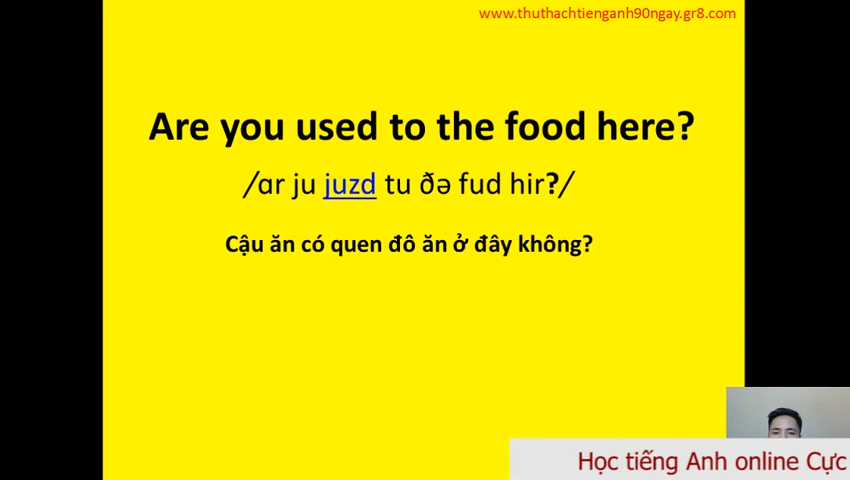 www.thuthachtienganh90ngay.gr8.com
Are you used to the food here?
/ɑr ju juzd tu ðə fud hir?/
Cậu ăn có quen đô ăn ở đây không?
Học tiếng Anh online Cực